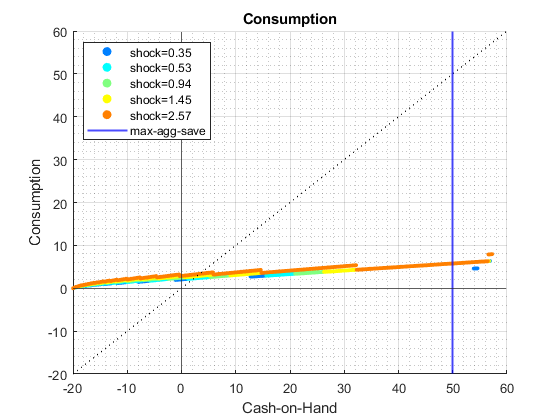 Consumption
60
50
40
30
20
10
0
-10
-20
Consumption
shock=0.35
shock=0.53
shock=0.94
shock=1.45
shock=2.57
max-agg-save
-20
-10
0
10
20
30
40
50
60
Cash-on-Hand